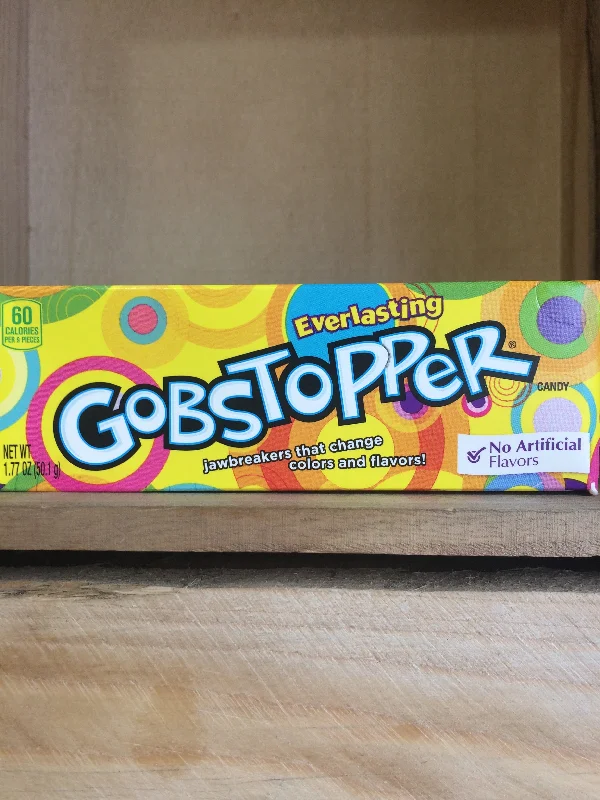 60
CALORIES
PER 9 PIECES
Everlasting
GOBSTOPPER®
CANDY
jawbreakers that change
colors and flavors!
NET WT
1.77 OZ (50.1 g)
No Artificial
Flavors